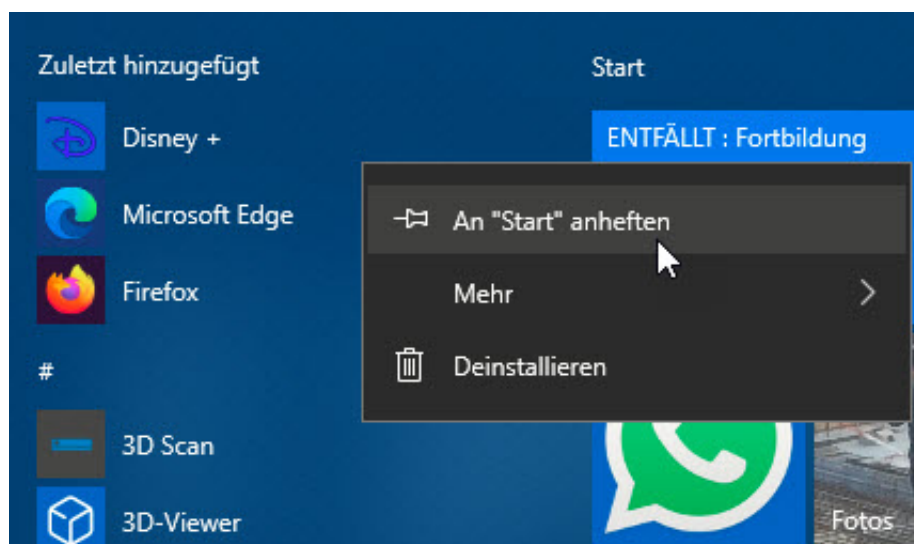 Zuletzt hinzugefügt
Disney +
Microsoft Edge
Firefox
#
3D Scan
3D-Viewer
Start
ENTFÄLLT : Fortbildung
An "Start" anheften
Mehr
Deinstallieren
Fotos